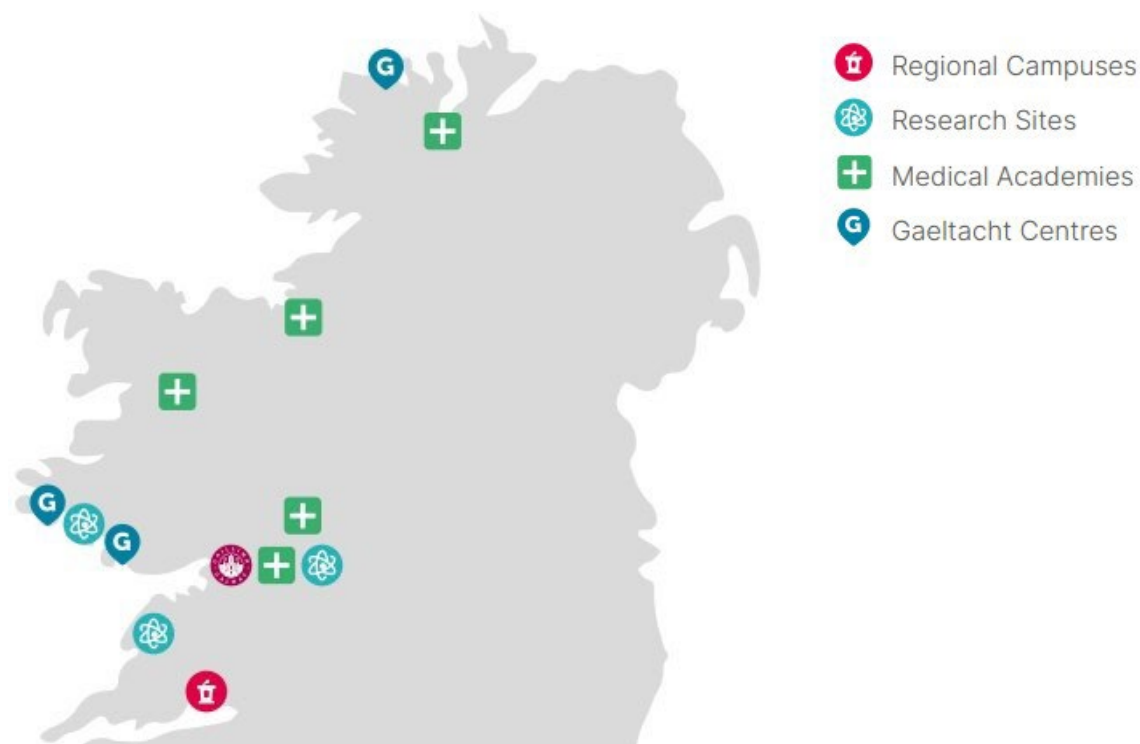 G
Regional Campuses
Research Sites
Medical Academies
G
Gaeltacht Centres
G
G